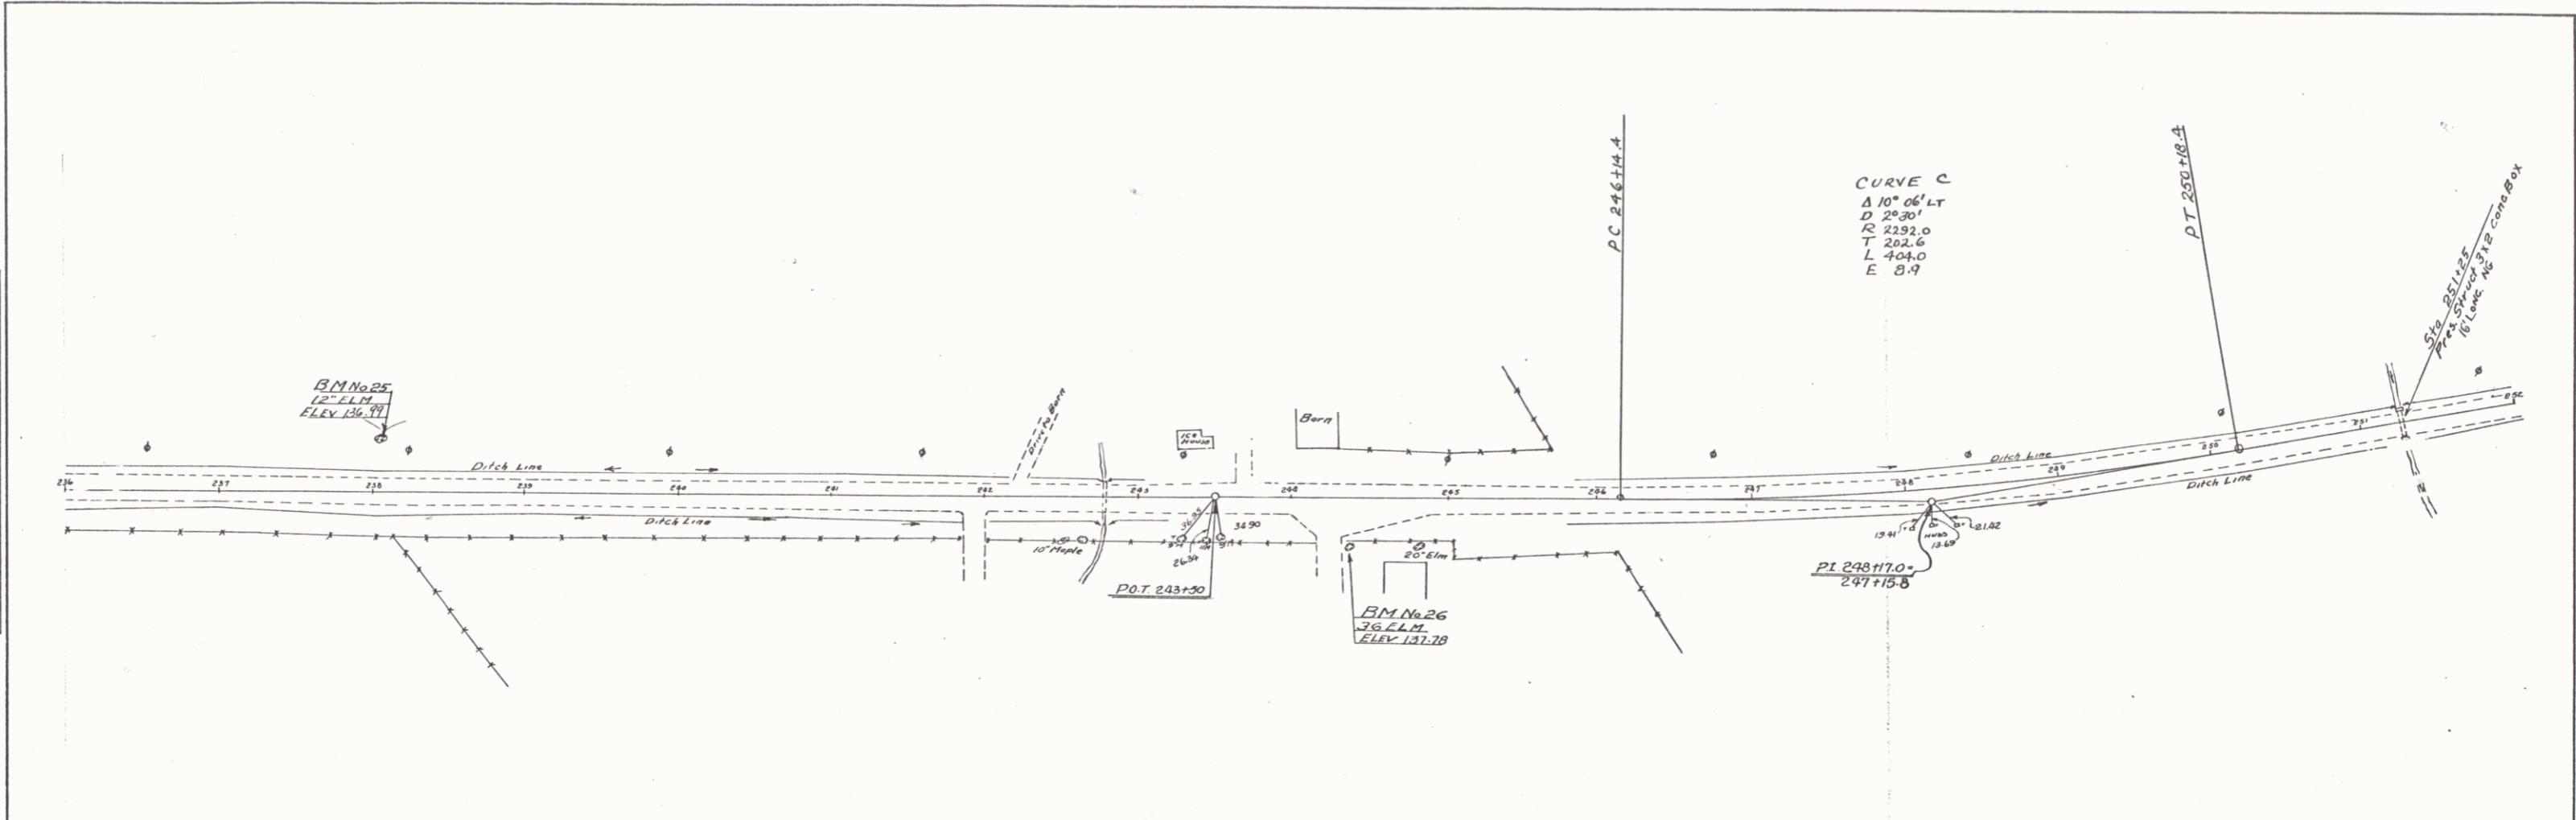 PC 246+14.4
CURVE C
Δ 10° 06' LT
D 2°30'
R 2292.0
T 202.6
L 404.0
E 8.9
PT 250+18.4
Sta 251+25
Pres. Struct 3x2 Conc Box
16' Long. NG
BM No 25
12" ELM
ELEV 136.99
Drive to Barn
ICE HOUSE
Barn
Ditch Line
Ditch Line
236 237 238 239 240 241 242 243 244 245 246 247 248 249 250 251 252
Ditch Line
Ditch Line
10" Maple
36.95
26.34
34.90
20" Elm
P.O.T. 243+50
BM No 26
36 ELM
ELEV 137.78
19.41
HUBS
13.69
21.42
P.I. 248+17.0=
247+15.8